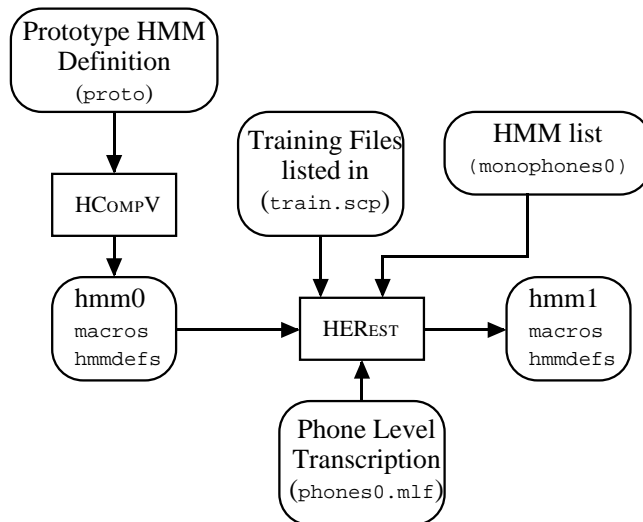 Prototype HMM
Definition
(proto)
Training Files
listed in
(train.scp)
HMM list
(monophones0)
HCOMPV
hmm0
macros
hmmdefs
HEREST
hmm1
macros
hmmdefs
Phone Level
Transcription
(phones0.mlf)